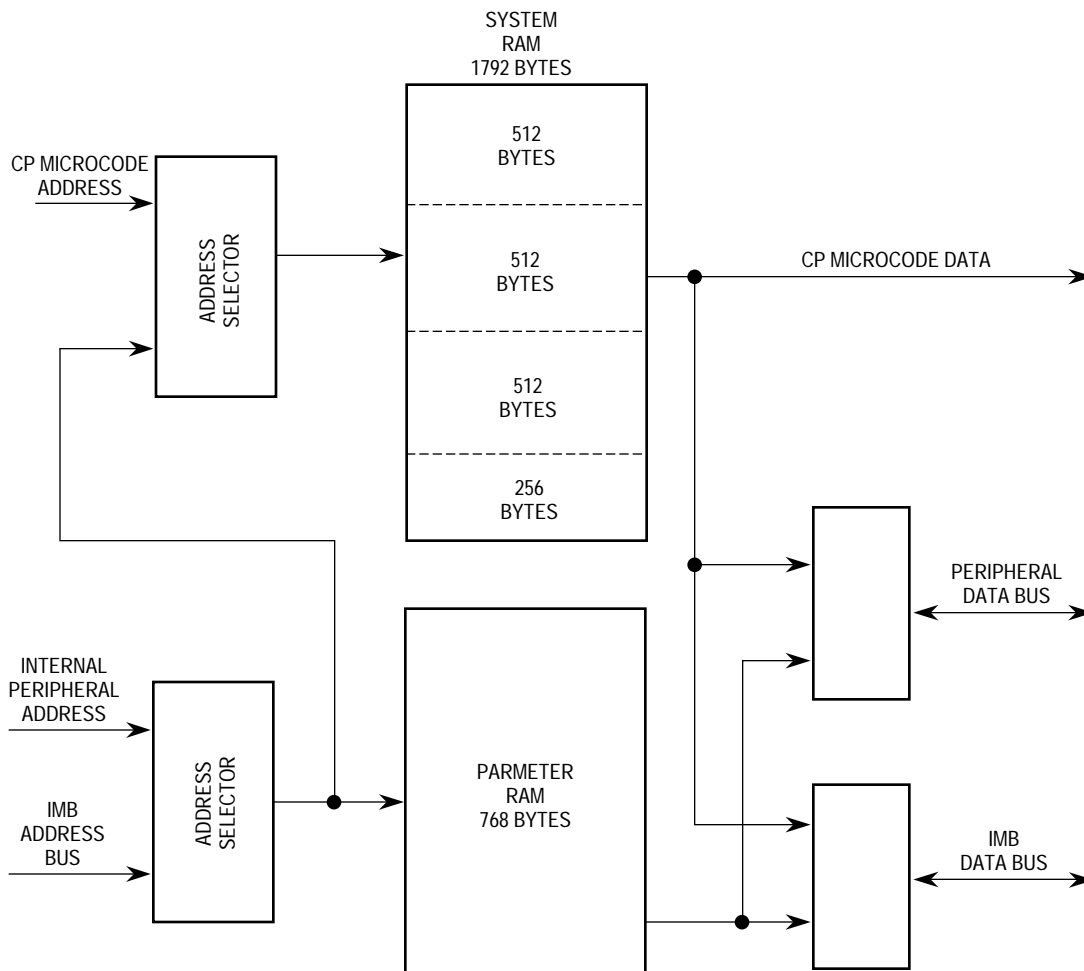 SYSTEM
RAM
1792 BYTES
512
BYTES
CP MICROCODE
ADDRESS
ADDRESS
SELECTOR
512
BYTES
CP MICROCODE DATA
512
BYTES
256
BYTES
PERIPHERAL
DATA BUS
INTERNAL
PERIPHERAL
ADDRESS
ADDRESS
SELECTOR
PARMETER
RAM
768 BYTES
IMB
ADDRESS
BUS
IMB
DATA BUS